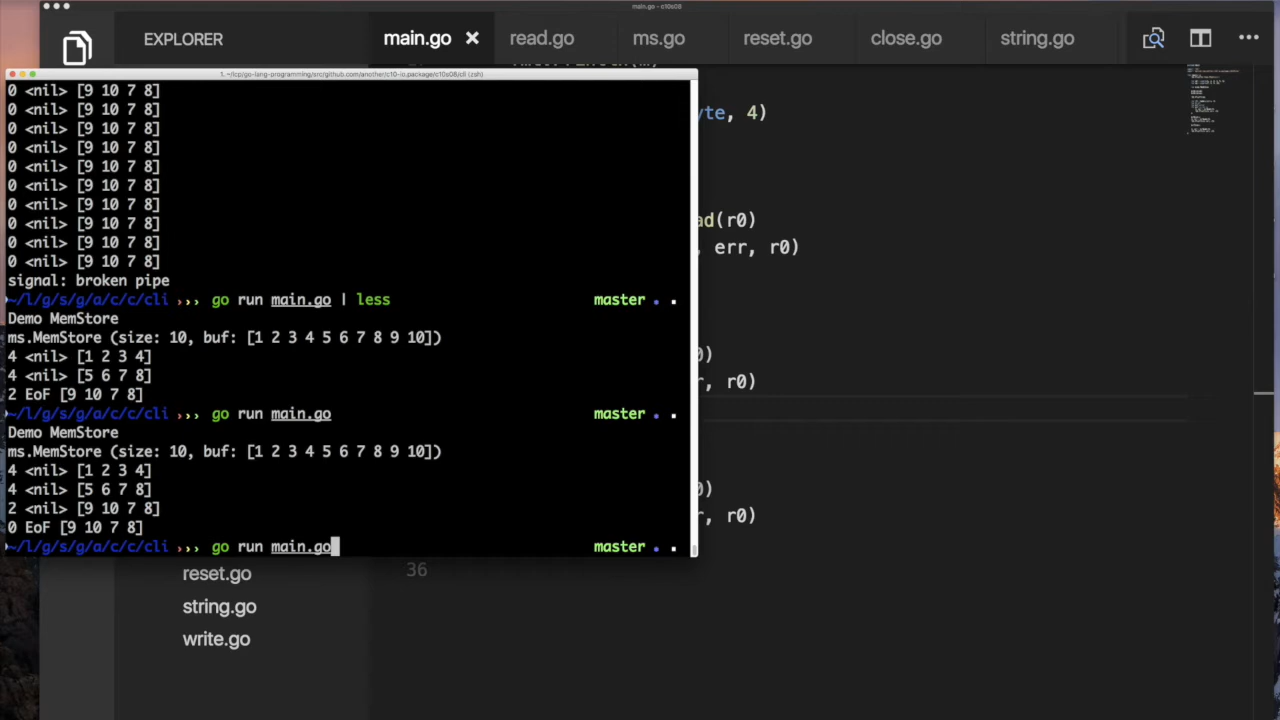 main.go - c10s08
EXPLORER
main.go
read.go
ms.go
reset.go
close.go
string.go
yte, 4)
ad(r0)
, err, r0)
0)
r, r0)
0)
r, r0)
36
reset.go
string.go
write.go
0 <nil> [9 10 7 8]
0 <nil> [9 10 7 8]
0 <nil> [9 10 7 8]
0 <nil> [9 10 7 8]
0 <nil> [9 10 7 8]
0 <nil> [9 10 7 8]
0 <nil> [9 10 7 8]
0 <nil> [9 10 7 8]
0 <nil> [9 10 7 8]
0 <nil> [9 10 7 8]
signal: broken pipe
~/l/g/s/g/a/c/c/cli ››› go run main.go | less master
Demo MemStore
ms.MemStore (size: 10, buf: [1 2 3 4 5 6 7 8 9 10])
4 <nil> [1 2 3 4]
4 <nil> [5 6 7 8]
2 EoF [9 10 7 8]
~/l/g/s/g/a/c/c/cli ››› go run main.go master
Demo MemStore
ms.MemStore (size: 10, buf: [1 2 3 4 5 6 7 8 9 10])
4 <nil> [1 2 3 4]
4 <nil> [5 6 7 8]
2 <nil> [9 10 7 8]
0 EoF [9 10 7 8]
~/l/g/s/g/a/c/c/cli ››› go run main.go master